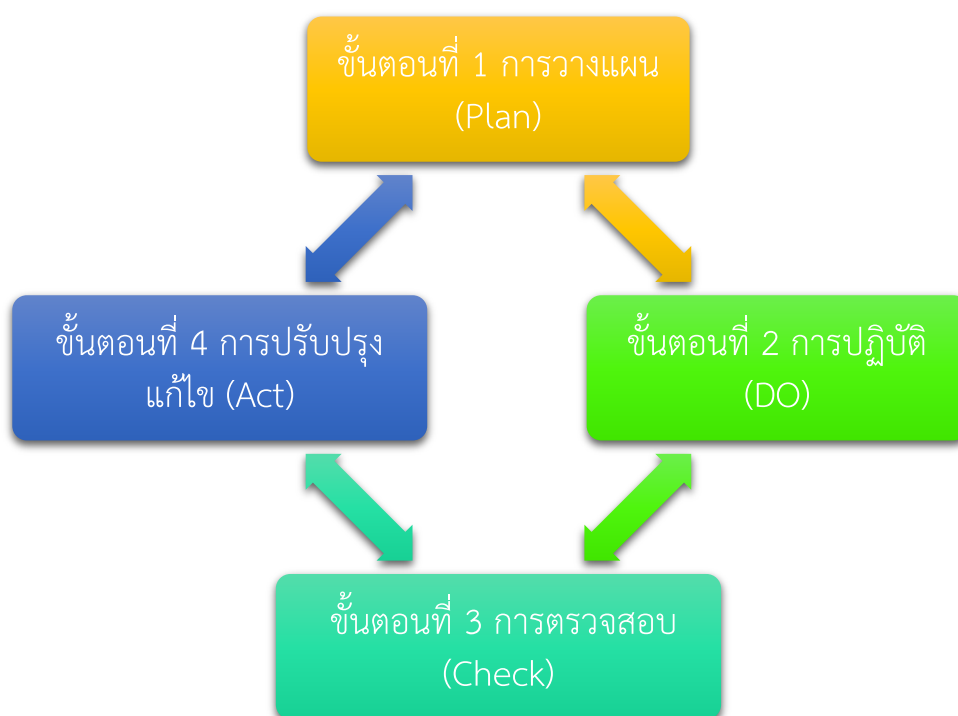 ขั้นตอนที่ 1 การวางแผน
(Plan)
ขั้นตอนที่ 4 การปรับปรุง
แก้ไข (Act)
ขั้นตอนที่ 2 การปฏิบัติ
(DO)
ขั้นตอนที่ 3 การตรวจสอบ
(Check)